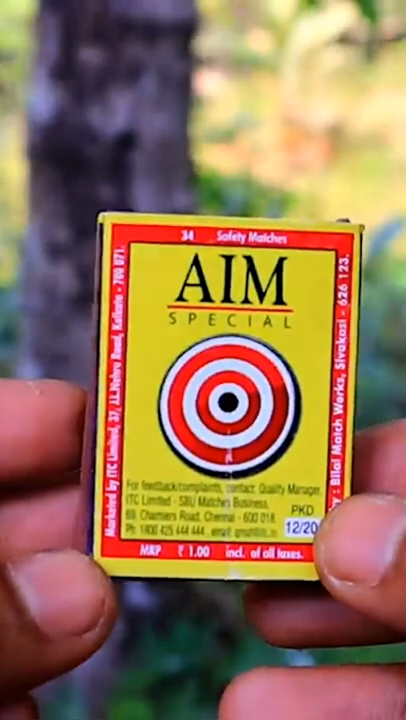 34 Safety Matches
AIM
SPECIAL
Marketed by ITC Limited, 37, J.L.Nehru Road, Kolkata - 700 071.
: Bilal Match Works, Sivakasi - 626 123.
For feedback/complaints, contact: Quality Manager,
ITC Limited - SBU Matches Business,
69, Chamiers Road, Chennai - 600 018.
Ph: 1800 425 444 444, email:
PKD
12/20
MRP ₹ 1.00 incl. of all taxes.